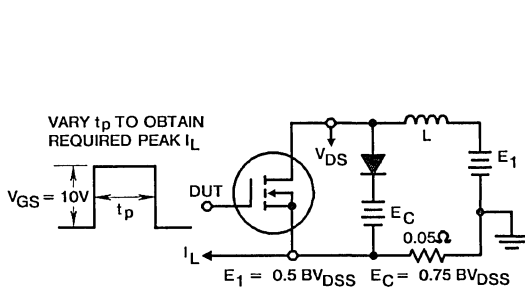 VARY tp TO OBTAIN
REQUIRED PEAK IL
VGS = 10V
tp
DUT
VDS
L
E1
EC
0.05Ω
IL
E1 = 0.5 BVDSS EC = 0.75 BVDSS